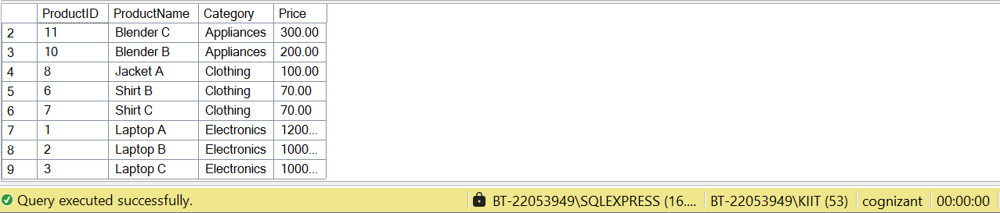 ProductID ProductName Category Price
2 11 Blender C Appliances 300.00
3 10 Blender B Appliances 200.00
4 8 Jacket A Clothing 100.00
5 6 Shirt B Clothing 70.00
6 7 Shirt C Clothing 70.00
7 1 Laptop A Electronics 1200...
8 2 Laptop B Electronics 1000...
9 3 Laptop C Electronics 1000...
Query executed successfully. BT-22053949\SQLEXPRESS (16.... BT-22053949\KIIT (53) cognizant 00:00:00